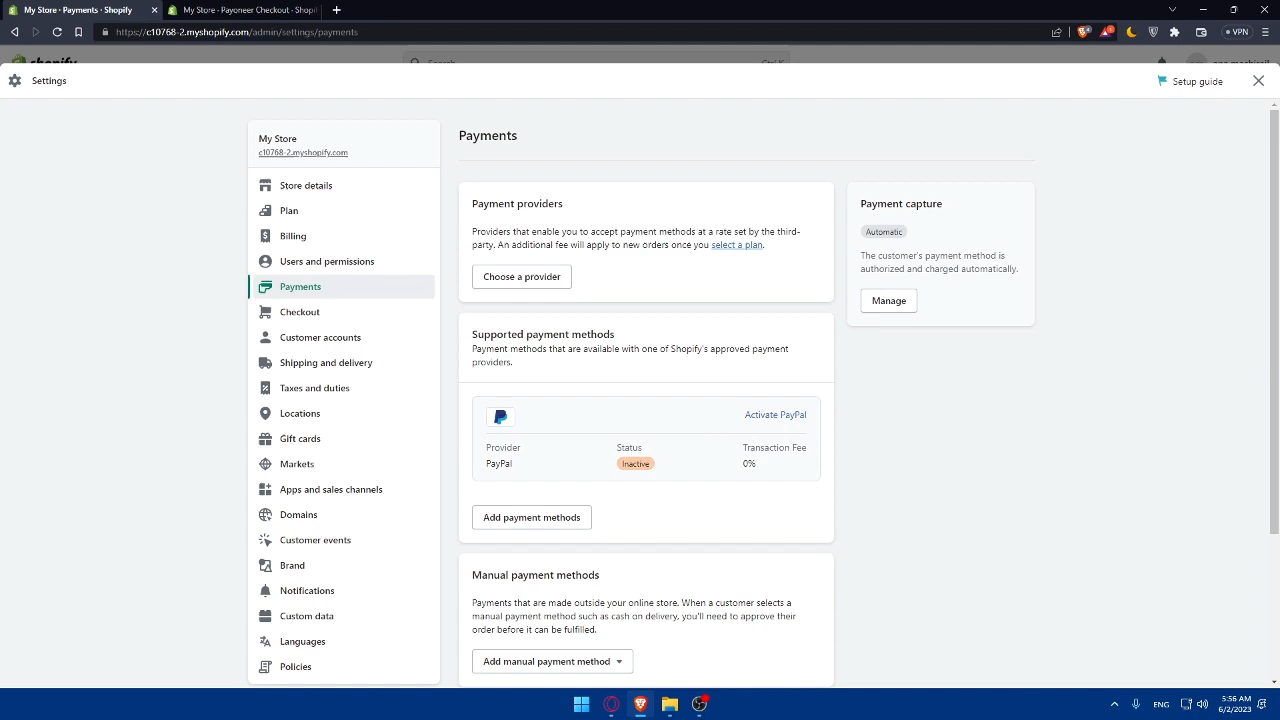 My Store · Payments · Shopify
My Store - Payoneer Checkout - Shopif
https://c10768-2.myshopify.com/admin/settings/payments
VPN
shopify
Search
Settings
Setup guide
My Store
c10768-2.myshopify.com
Store details
Plan
Billing
Users and permissions
Payments
Checkout
Customer accounts
Shipping and delivery
Taxes and duties
Locations
Gift cards
Markets
Apps and sales channels
Domains
Customer events
Brand
Notifications
Custom data
Languages
Policies
Payments
Payment providers
Providers that enable you to accept payment methods at a rate set by the third-
party. An additional fee will apply to new orders once you select a plan.
Choose a provider
Supported payment methods
Payment methods that are available with one of Shopify's approved payment
providers.
Activate PayPal
Provider Status Transaction Fee
PayPal Inactive 0%
Add payment methods
Manual payment methods
Payments that are made outside your online store. When a customer selects a
manual payment method such as cash on delivery, you'll need to approve their
order before it can be fulfilled.
Add manual payment method
Payment capture
Automatic
The customer's payment method is
authorized and charged automatically.
Manage
ENG
5:56 AM
6/2/2023